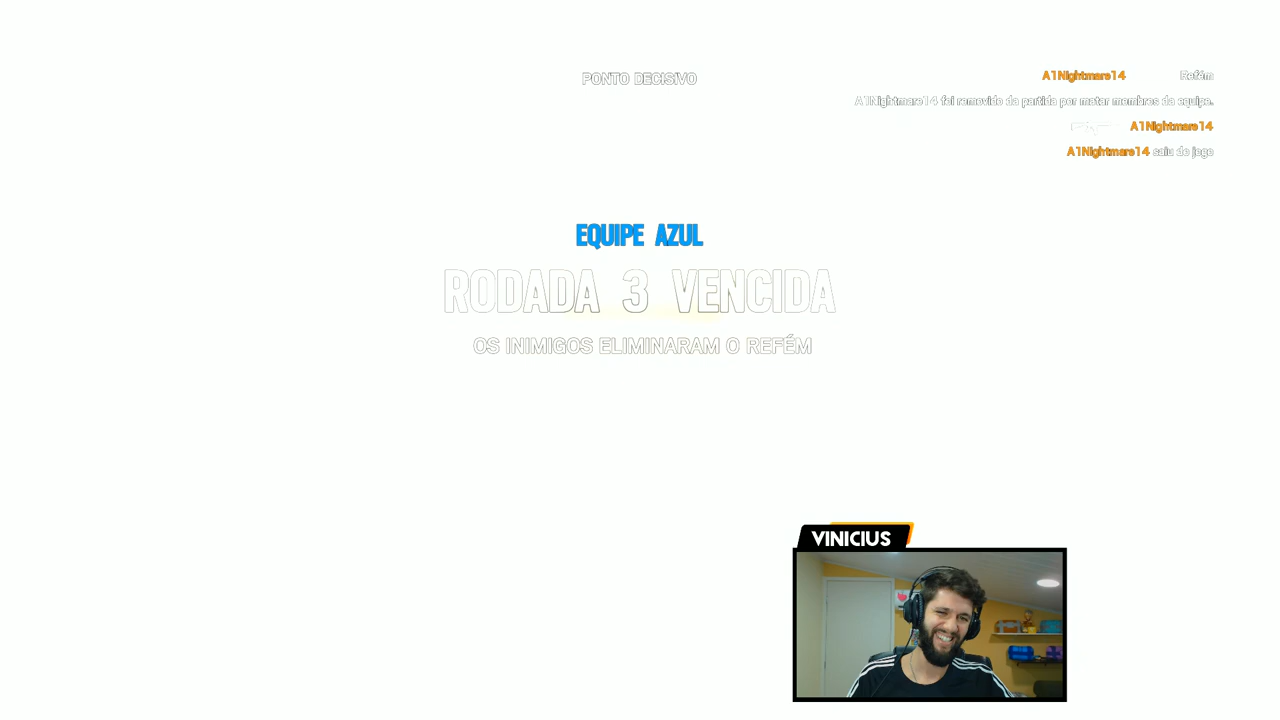 PONTO DECISIVO
A1Nightmare14 Refém
A1Nightmare14 foi removido da partida por matar membros da equipe.
A1Nightmare14
A1Nightmare14 saiu do jogo
EQUIPE AZUL
RODADA 3 VENCIDA
OS INIMIGOS ELIMINARAM O REFÉM
VINICIUS